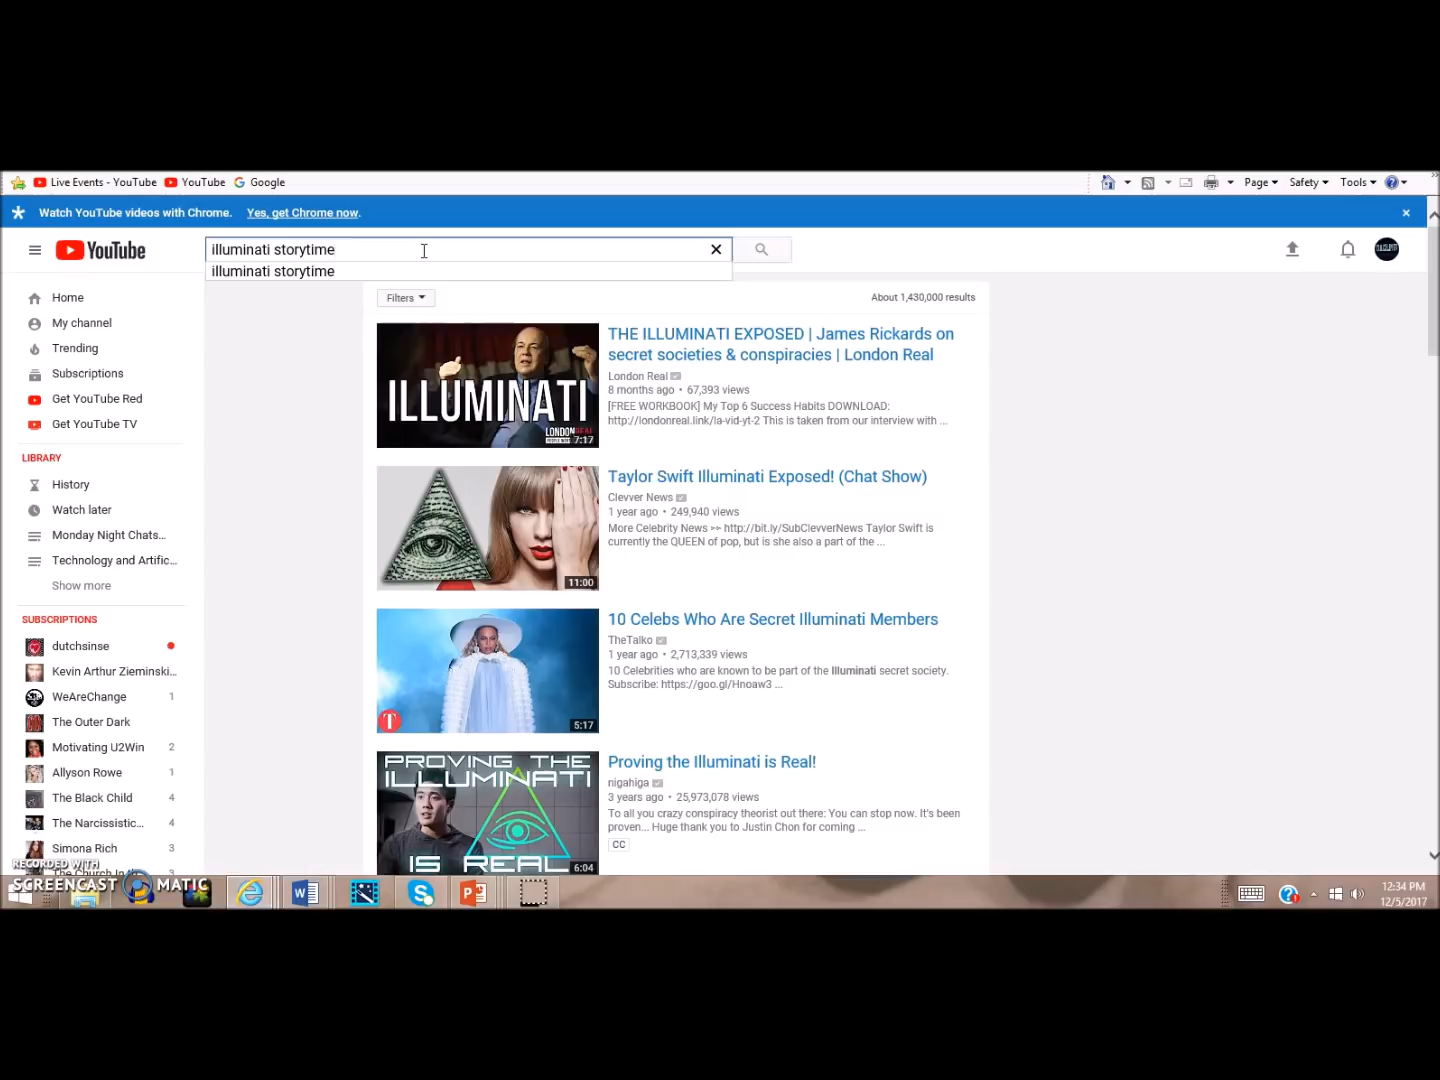 Live Events - YouTube YouTube Google
Page Safety Tools
Watch YouTube videos with Chrome. Yes, get Chrome now.
YouTube
illuminati storytime
illuminati storytime
Filters
About 1,430,000 results
Home
My channel
Trending
Subscriptions
Get YouTube Red
Get YouTube TV
LIBRARY
History
Watch later
Monday Night Chats...
Technology and Artific...
Show more
SUBSCRIPTIONS
dutchsinse
Kevin Arthur Zieminski...
WeAreChange 1
The Outer Dark
Motivating U2Win 2
Allyson Rowe 1
The Black Child 4
The Narcissistic... 4
Simona Rich 3
ILLUMINATI
7:17
THE ILLUMINATI EXPOSED | James Rickards on
secret societies & conspiracies | London Real
London Real
8 months ago • 67,393 views
[FREE WORKBOOK] My Top 6 Success Habits DOWNLOAD:
http://londonreal.link/la-vid-yt-2 This is taken from our interview with ...
11:00
Taylor Swift Illuminati Exposed! (Chat Show)
Clevver News
1 year ago • 249,940 views
More Celebrity News ➳ http://bit.ly/SubClevverNews Taylor Swift is
currently the QUEEN of pop, but is she also a part of the ...
T
5:17
10 Celebs Who Are Secret Illuminati Members
TheTalko
1 year ago • 2,713,339 views
10 Celebrities who are known to be part of the Illuminati secret society.
Subscribe: https://goo.gl/Hnoaw3 ...
PROVING THE
ILLUMINATI
IS REAL
6:04
Proving the Illuminati is Real!
nigahiga
3 years ago • 25,973,078 views
To all you crazy conspiracy theorist out there: You can stop now. It's been
proven... Huge thank you to Justin Chon for coming ...
CC
RECORDED WITH
SCREENCAST MATIC
12:34 PM
12/5/2017